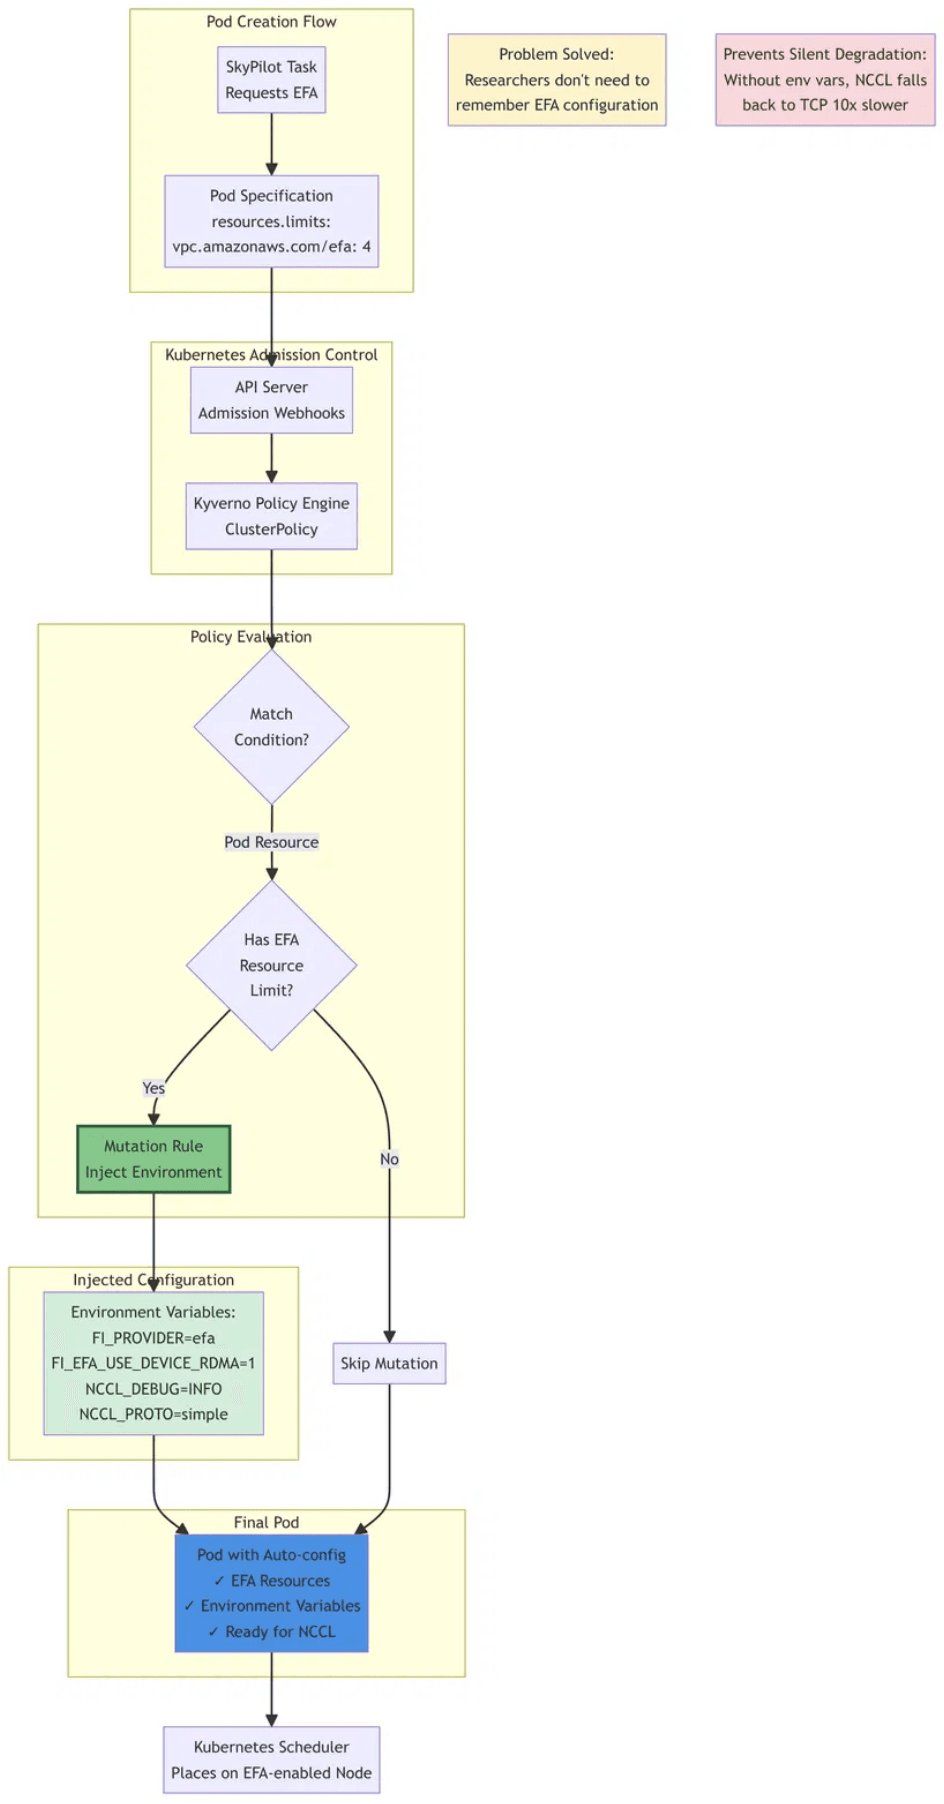 Pod Creation Flow
SkyPilot Task
Requests EFA
Problem Solved:
Researchers don't need to
remember EFA configuration
Prevents Silent Degradation:
Without env vars, NCCL falls
back to TCP 10x slower
Pod Specification
resources.limits:
vpc.amazonaws.com/efa: 4
Kubernetes Admission Control
API Server
Admission Webhooks
Kyverno Policy Engine
ClusterPolicy
Policy Evaluation
Match
Condition?
Pod Resource
Has EFA
Resource
Limit?
Yes
Mutation Rule
Inject Environment
No
Injected Configuration
Environment Variables:
FI_PROVIDER=efa
FI_EFA_USE_DEVICE_RDMA=1
NCCL_DEBUG=INFO
NCCL_PROTO=simple
Skip Mutation
Final Pod
Pod with Auto-config
✓ EFA Resources
✓ Environment Variables
✓ Ready for NCCL
Kubernetes Scheduler
Places on EFA-enabled Node